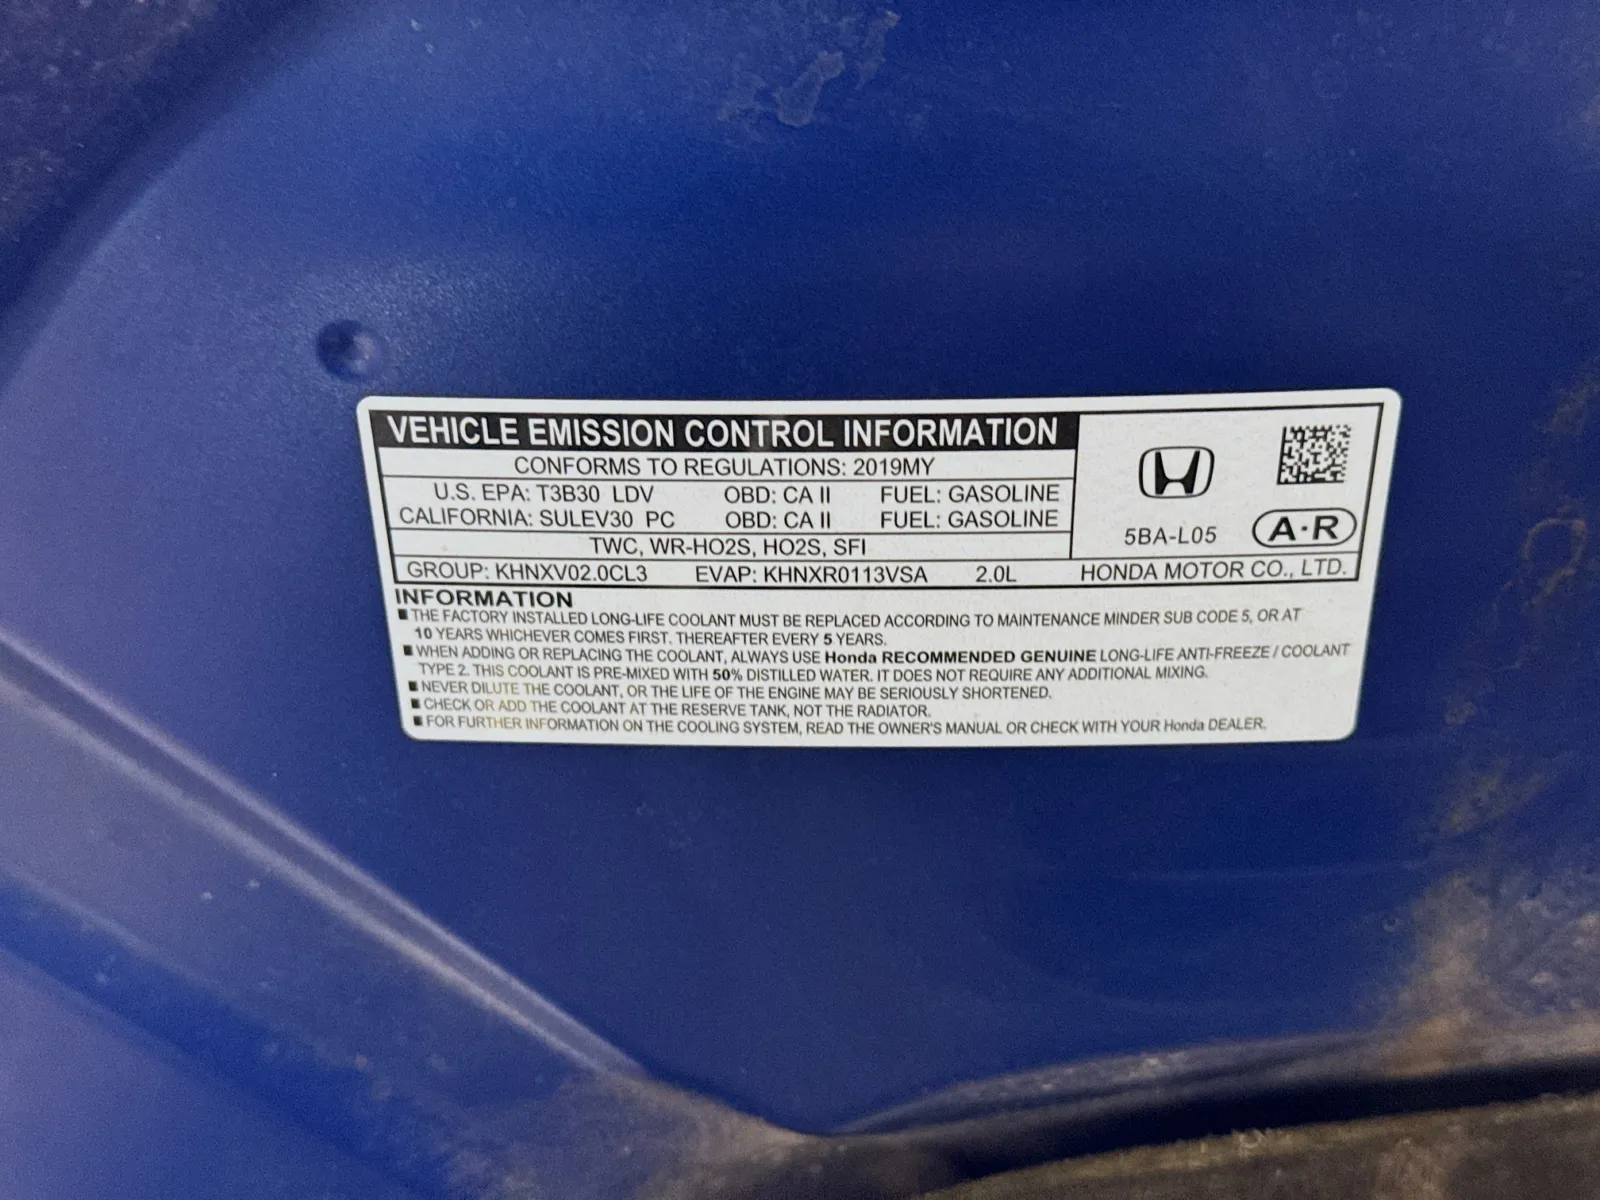 VEHICLE EMISSION CONTROL INFORMATION
CONFORMS TO REGULATIONS: 2019MY
U.S. EPA: T3B30 LDV OBD: CA II FUEL: GASOLINE
CALIFORNIA: SULEV30 PC OBD: CA II FUEL: GASOLINE
TWC, WR-HO2S, HO2S, SFI
5BA-L05 A·R
GROUP: KHNXV02.0CL3 EVAP: KHNXR0113VSA 2.0L HONDA MOTOR CO., LTD.
INFORMATION
■ THE FACTORY INSTALLED LONG-LIFE COOLANT MUST BE REPLACED ACCORDING TO MAINTENANCE MINDER SUB CODE 5, OR AT
10 YEARS WHICHEVER COMES FIRST. THEREAFTER EVERY 5 YEARS.
■ WHEN ADDING OR REPLACING THE COOLANT, ALWAYS USE Honda RECOMMENDED GENUINE LONG-LIFE ANTI-FREEZE / COOLANT
TYPE 2. THIS COOLANT IS PRE-MIXED WITH 50% DISTILLED WATER. IT DOES NOT REQUIRE ANY ADDITIONAL MIXING.
■ NEVER DILUTE THE COOLANT, OR THE LIFE OF THE ENGINE MAY BE SERIOUSLY SHORTENED.
■ CHECK OR ADD THE COOLANT AT THE RESERVE TANK, NOT THE RADIATOR.
■ FOR FURTHER INFORMATION ON THE COOLING SYSTEM, READ THE OWNER'S MANUAL OR CHECK WITH YOUR Honda DEALER.